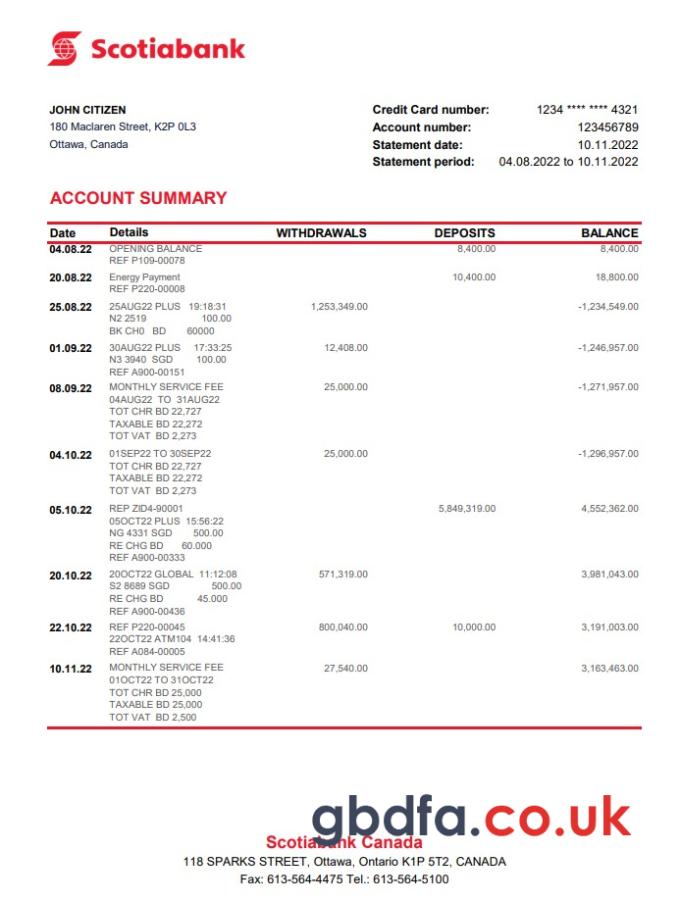 Scotiabank
JOHN CITIZEN
180 Maclaren Street, K2P 0L3
Ottawa, Canada
Credit Card number: 1234 **** **** 4321
Account number: 123456789
Statement date: 10.11.2022
Statement period: 04.08.2022 to 10.11.2022
ACCOUNT SUMMARY
Date Details WITHDRAWALS DEPOSITS BALANCE
04.08.22 OPENING BALANCE 8,400.00 8,400.00
REF P109-00078
20.08.22 Energy Payment 10,400.00 18,800.00
REF P220-00008
25.08.22 25AUG22 PLUS 19:18:31 1,253,349.00 -1,234,549.00
N2 2519 100.00
BK CH0 BD 60000
01.09.22 30AUG22 PLUS 17:33:25 12,408.00 -1,246,957.00
N3 3940 SGD 100.00
REF A900-00151
08.09.22 MONTHLY SERVICE FEE 25,000.00 -1,271,957.00
04AUG22 TO 31AUG22
TOT CHR BD 22,727
TAXABLE BD 22,272
TOT VAT BD 2,273
04.10.22 01SEP22 TO 30SEP22 25,000.00 -1,296,957.00
TOT CHR BD 22,727
TAXABLE BD 22,272
TOT VAT BD 2,273
05.10.22 REP ZID4-90001 5,849,319.00 4,552,362.00
05OCT22 PLUS 15:56:22
NG 4331 SGD 500.00
RE CHG BD 60.000
REF A900-00333
20.10.22 20OCT22 GLOBAL 11:12:08 571,319.00 3,981,043.00
S2 8689 SGD 500.00
RE CHG BD 45.000
REF A900-00436
22.10.22 REF P220-00045 800,040.00 10,000.00 3,191,003.00
22OCT22 ATM104 14:41:36
REF A084-00005
10.11.22 MONTHLY SERVICE FEE 27,540.00 3,163,463.00
01OCT22 TO 31OCT22
TOT CHR BD 25,000
TAXABLE BD 25,000
TOT VAT BD 2,500
gbdfa.co.uk
Scotiabank Canada
118 SPARKS STREET, Ottawa, Ontario K1P 5T2, CANADA
Fax: 613-564-4475 Tel.: 613-564-5100